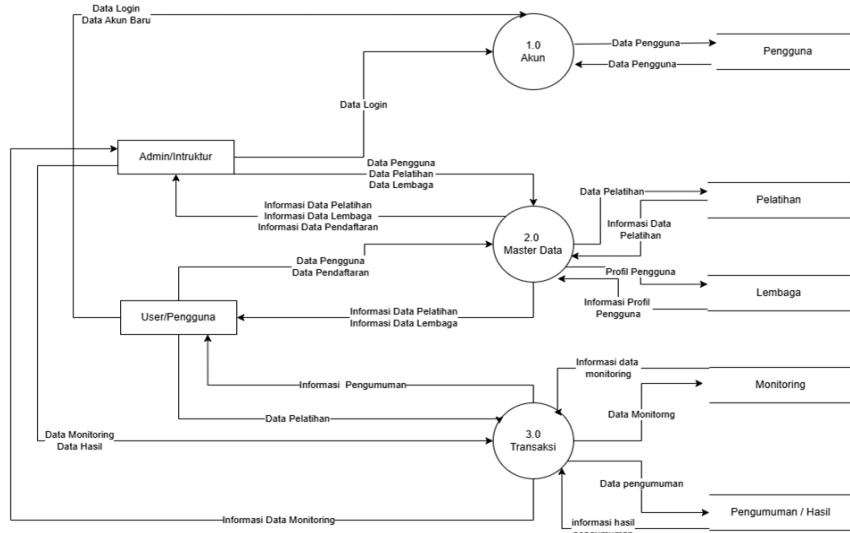 Data Login
Data Akun Baru
1.0
Akun
Data Pengguna
Data Pengguna
Pengguna
Data Login
Admin/Intruktur
Data Pengguna
Data Pelatihan
Data Lembaga
Informasi Data Pelatihan
Informasi Data Lembaga
Informasi Data Pendaftaran
2.0
Master Data
Data Pelatihan
Pelatihan
Informasi Data
Pelatihan
Data Pengguna
Data Pendaftaran
Profil Pengguna
Lembaga
Informasi Profil
Pengguna
User/Pengguna
Informasi Data Pelatihan
Informasi Data Lembaga
Informasi data
monitoring
Monitoring
Informasi Pengumuman
Data Pelatihan
Data Monitorng
Data Monitoring
Data Hasil
3.0
Transaksi
Data pengumuman
Pengumuman / Hasil
Informasi Data Monitoring
informasi hasil
pengumuman